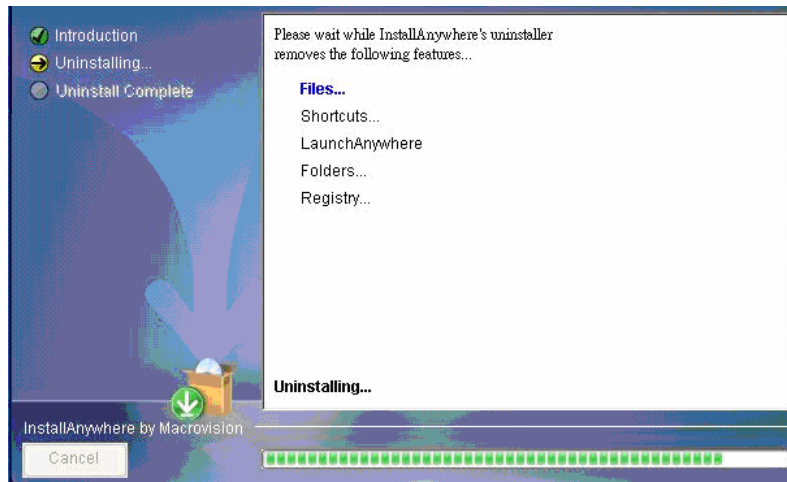 Introduction
Uninstalling...
Uninstall Complete
Please wait while InstallAnywhere's uninstaller
removes the following features...
Files...
Shortcuts...
LaunchAnywhere
Folders...
Registry...
Uninstalling...
InstallAnywhere by Macrovision
Cancel